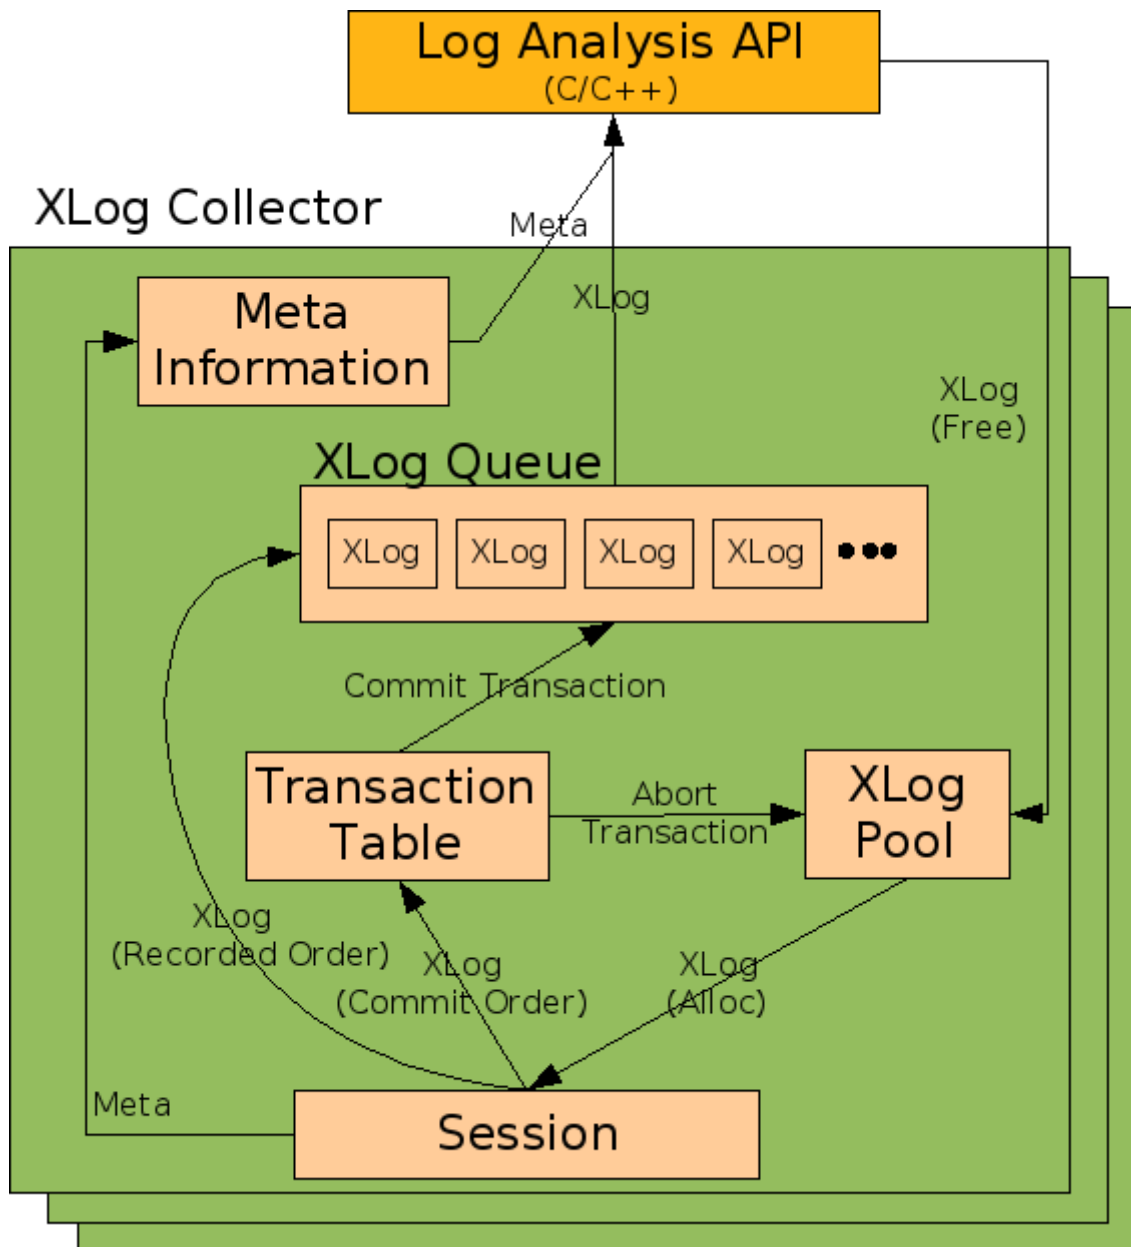 Log Analysis API
(C/C++)
XLog Collector
Meta
XLog
Meta
Information
XLog
(Free)
XLog Queue
XLog XLog XLog XLog
Commit Transaction
Transaction
Table
Abort
Transaction
XLog
Pool
XLog
(Recorded Order)
XLog
(Commit Order)
XLog
(Alloc)
Meta
Session